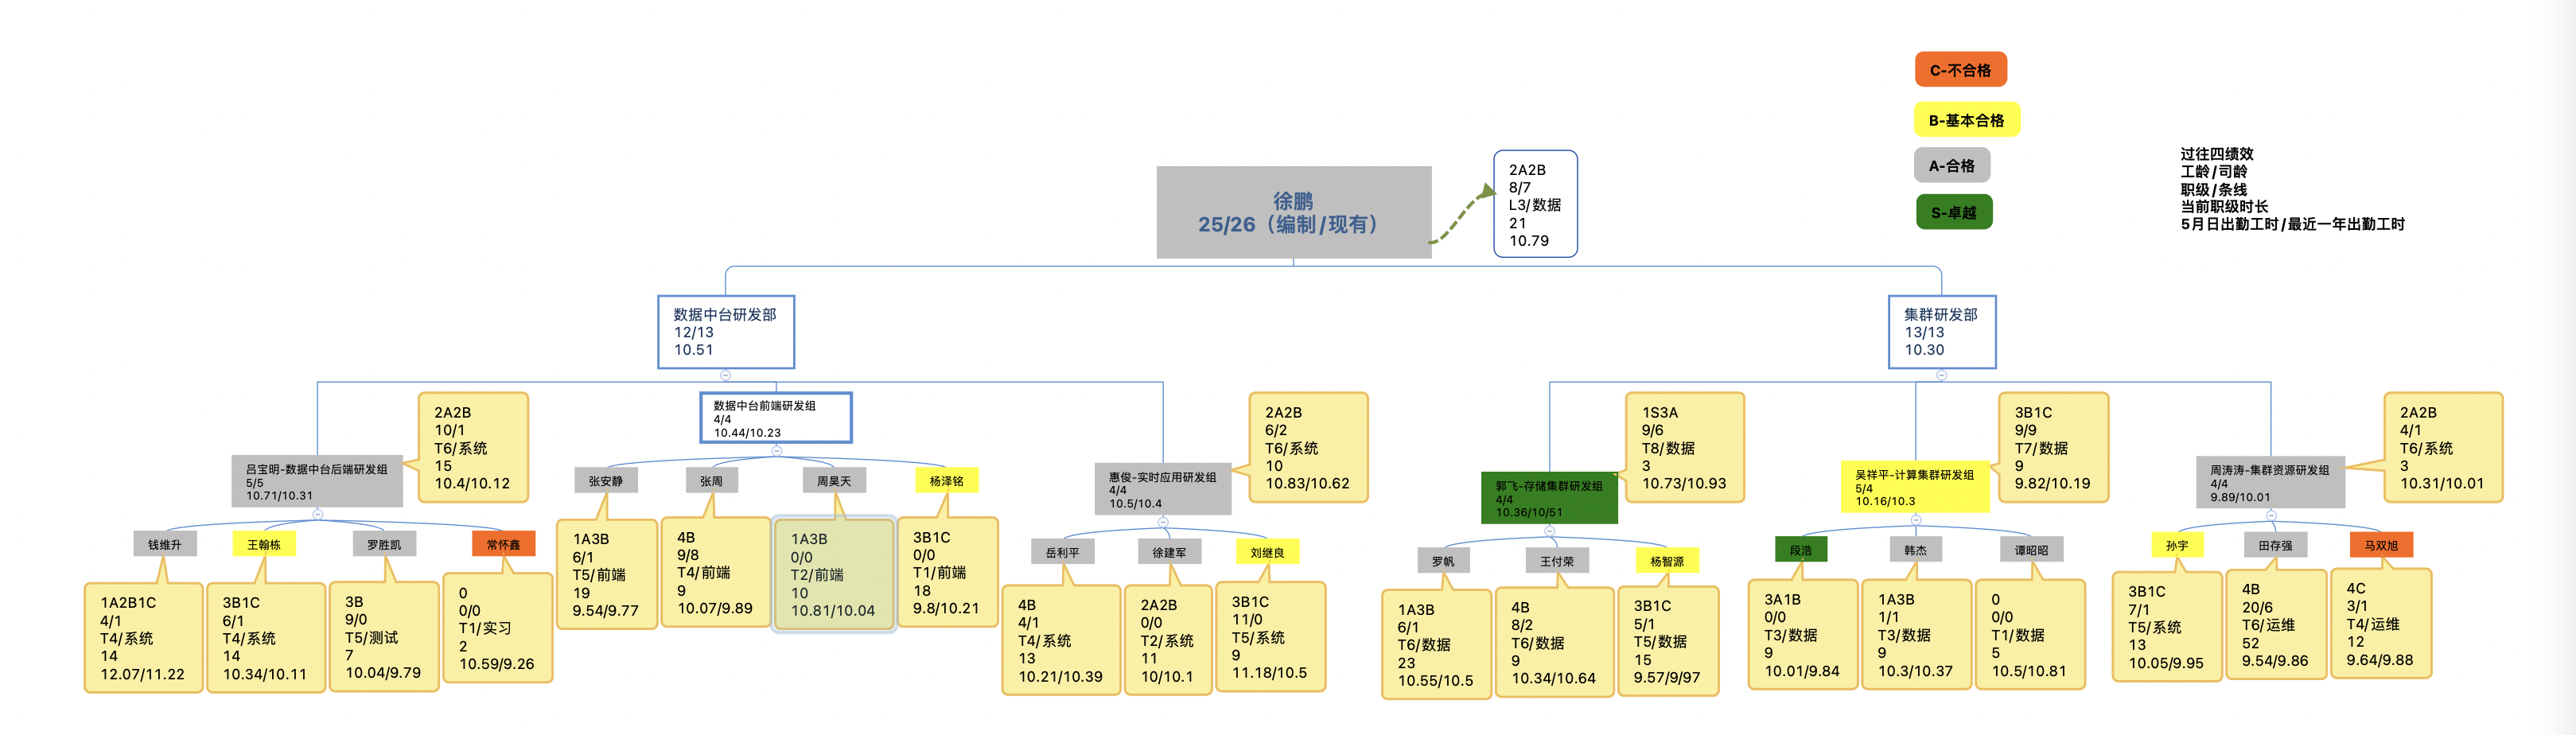 C-不合格
B-基本合格
A-合格
S-卓越
过往四绩效
工龄/司龄
职级/条线
当前职级时长
5月日出勤工时/最近一年出勤工时
徐鹏
25/26（编制/现有）
2A2B
8/7
L3/数据
21
10.79
数据中台研发部
12/13
10.51
集群研发部
13/13
10.30
吕宝明-数据中台后端研发组
5/5
10.71/10.31
2A2B
10/1
T6/系统
15
10.4/10.12
数据中台前端研发组
4/4
10.44/10.23
惠俊-实时应用研发组
4/4
10.5/10.4
2A2B
6/2
T6/系统
10
10.83/10.62
郭飞-存储集群研发组
4/4
10.36/10/51
1S3A
9/6
T8/数据
3
10.73/10.93
吴祥平-计算集群研发组
5/4
10.16/10.3
3B1C
9/9
T7/数据
9
9.82/10.19
周涛涛-集群资源研发组
4/4
9.89/10.01
2A2B
4/1
T6/系统
3
10.31/10.01
钱维升
1A2B1C
4/1
T4/系统
14
12.07/11.22
王翰栋
3B1C
6/1
T4/系统
14
10.34/10.11
罗胜凯
3B
9/0
T5/测试
7
10.04/9.79
常怀鑫
0
0/0
T1/实习
2
10.59/9.26
张安静
1A3B
6/1
T5/前端
19
9.54/9.77
张周
4B
9/8
T4/前端
9
10.07/9.89
周昊天
1A3B
0/0
T2/前端
10
10.81/10.04
杨泽铭
3B1C
0/0
T1/前端
18
9.8/10.21
岳利平
4B
4/1
T4/系统
13
10.21/10.39
徐建军
2A2B
0/0
T2/系统
11
10/10.1
刘继良
3B1C
11/0
T5/系统
9
11.18/10.5
罗帆
1A3B
6/1
T6/数据
23
10.55/10.5
王付荣
4B
8/2
T6/数据
9
10.34/10.64
杨智源
3B1C
5/1
T5/数据
15
9.57/9/97
段浩
3A1B
0/0
T3/数据
9
10.01/9.84
韩杰
1A3B
1/1
T3/数据
9
10.3/10.37
谭昭昭
0
0/0
T1/数据
5
10.5/10.81
孙宇
3B1C
7/1
T5/系统
13
10.05/9.95
田存强
4B
20/6
T6/运维
52
9.54/9.86
马双旭
4C
3/1
T4/运维
12
9.64/9.88